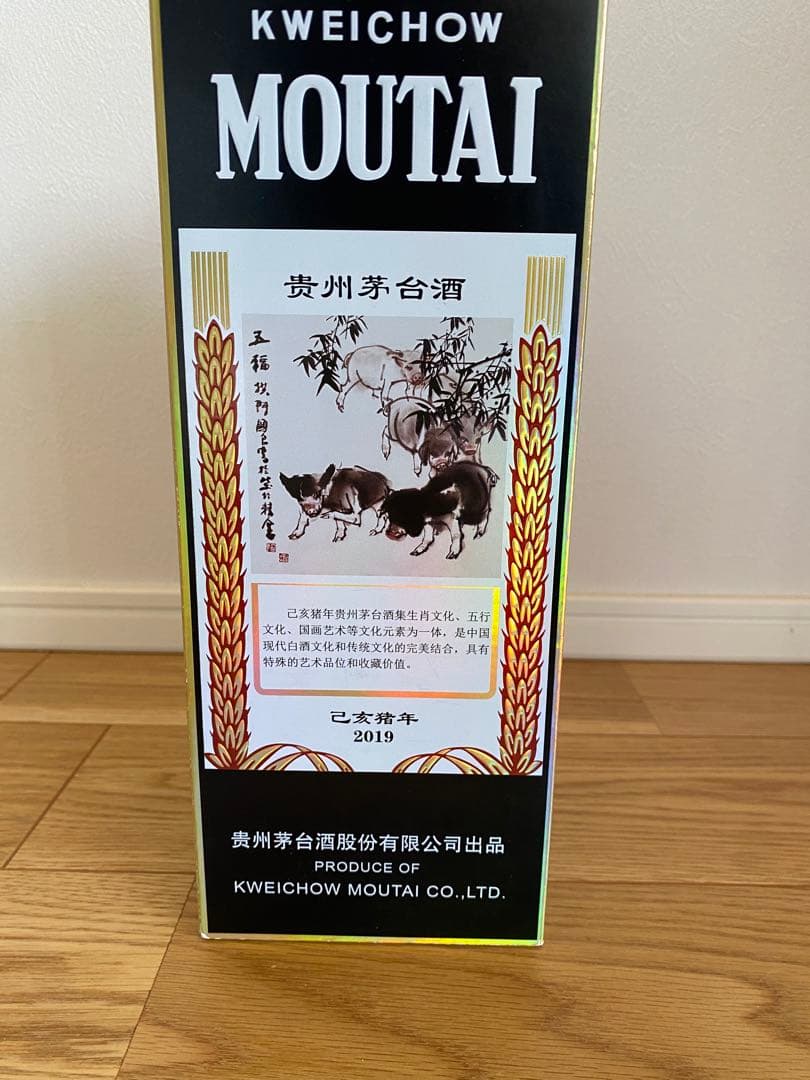 KWEICHOW
MOUTAI
贵州茅台酒
五福
己亥猪年贵州茅台酒集生肖文化、五行
文化、国画艺术等文化元素为一体，是中国
现代白酒文化和传统文化的完美结合，具有
特殊的艺术品位和收藏价值。
己亥猪年
2019
贵州茅台酒股份有限公司出品
PRODUCE OF
KWEICHOW MOUTAI CO.,LTD.